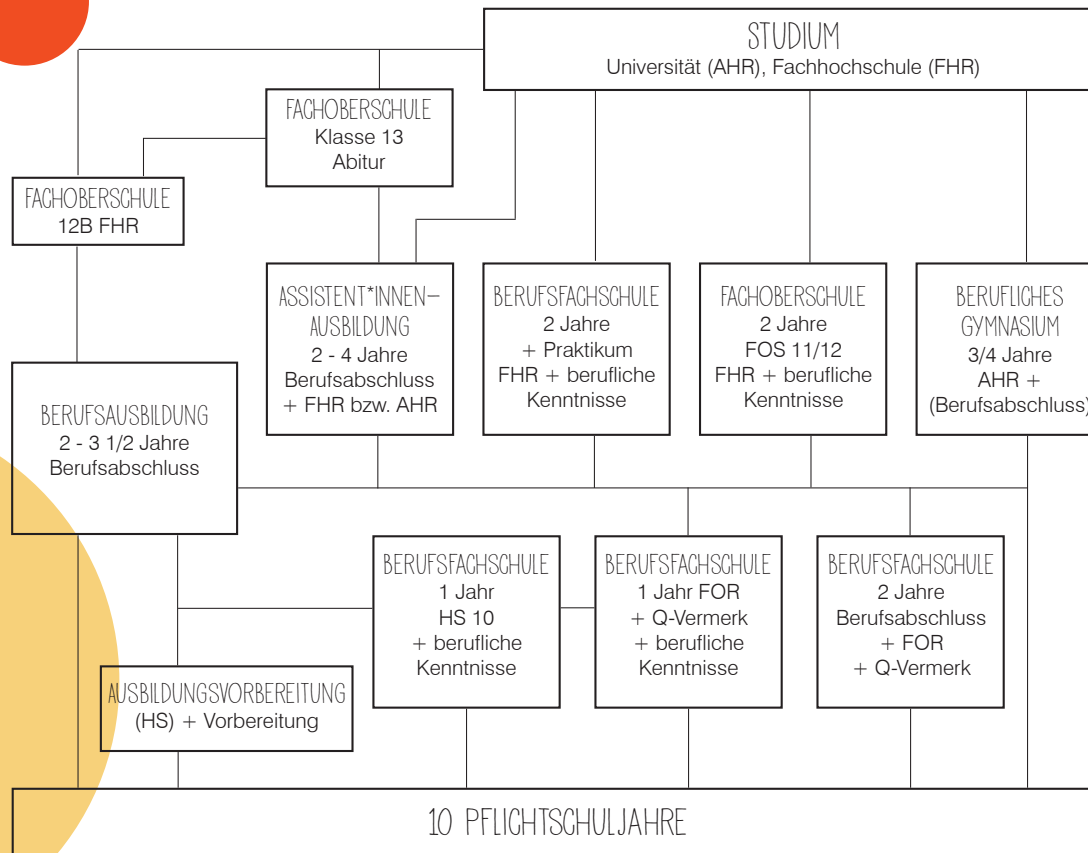 STUDIUM
Universität (AHR), Fachhochschule (FHR)
FACHOBERSCHULE
Klasse 13
Abitur
FACHOBERSCHULE
12B FHR
ASSISTENT*INNEN-
AUSBILDUNG
2 - 4 Jahre
Berufsabschluss
+ FHR bzw. AHR
BERUFSFACHSCHULE
2 Jahre
+ Praktikum
FHR + berufliche
Kenntnisse
FACHOBERSCHULE
2 Jahre
FOS 11/12
FHR + berufliche
Kenntnisse
BERUFLICHES
GYMNASIUM
3/4 Jahre
AHR +
(Berufsabschluss)
BERUFSAUSBILDUNG
2 - 3 1/2 Jahre
Berufsabschluss
BERUFSFACHSCHULE
1 Jahr
HS 10
+ berufliche
Kenntnisse
BERUFSFACHSCHULE
1 Jahr FOR
+ Q-Vermerk
+ berufliche
Kenntnisse
BERUFSFACHSCHULE
2 Jahre
Berufsabschluss
+ FOR
+ Q-Vermerk
AUSBILDUNGSVORBEREITUNG
(HS) + Vorbereitung
10 PFLICHTSCHULJAHRE